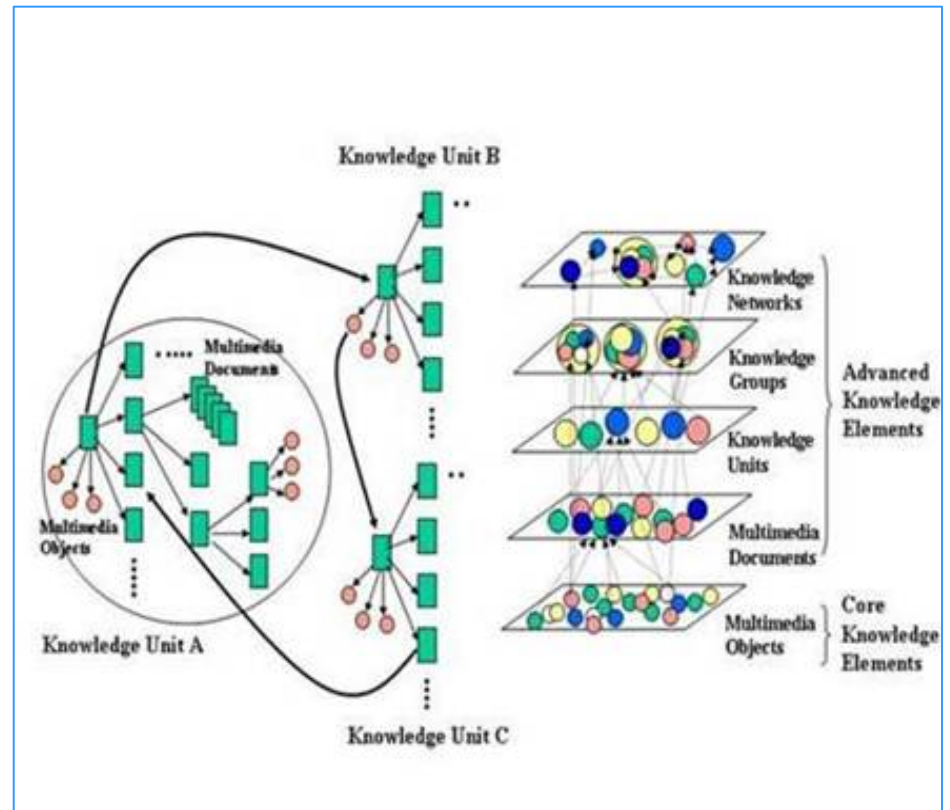 Knowledge Unit B
Multimedia
Documents
Multimedia
Objects
Knowledge Unit A
Knowledge Unit C
Knowledge
Networks
Knowledge
Groups
Knowledge
Units
Multimedia
Documents
Multimedia
Objects
Advanced
Knowledge
Elements
Core
Knowledge
Elements